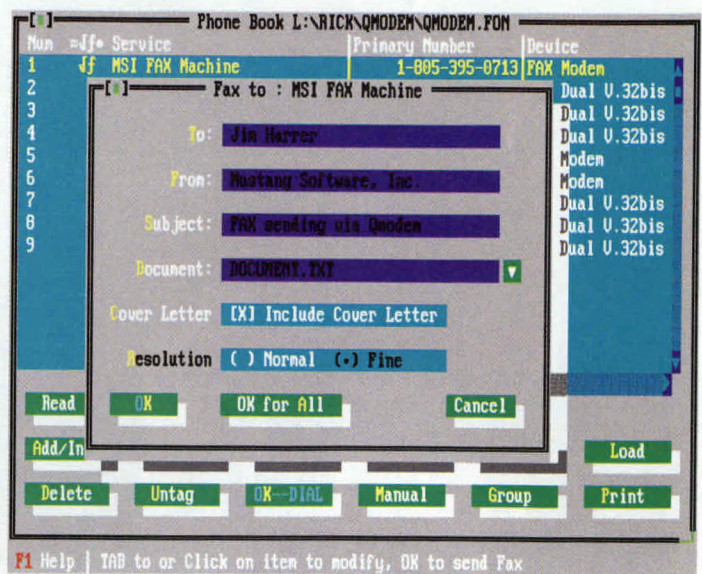 Phone Book L:\RICK\QMODEM\QMODEM.FON
Num =√f• Service Primary Number Device
1 √f MSI FAX Machine 1-805-395-0713 FAX Modem
2 Dual V.32bis
3 Dual V.32bis
4 Dual V.32bis
5 Modem
6 Modem
7 Dual V.32bis
8 Dual V.32bis
9 Dual V.32bis
Fax to : MSI FAX Machine
To: Jim Harrer
From: Mustang Software, Inc.
Subject: FAX sending via Qmodem
Document: DOCUMENT.TXT
Cover Letter [X] Include Cover Letter
Resolution ( ) Normal (•) Fine
OK OK for All Cancel
Read
Add/In Load
Delete Untag OK--DIAL Manual Group Print
F1 Help | TAB to or Click on item to modify, OK to send Fax